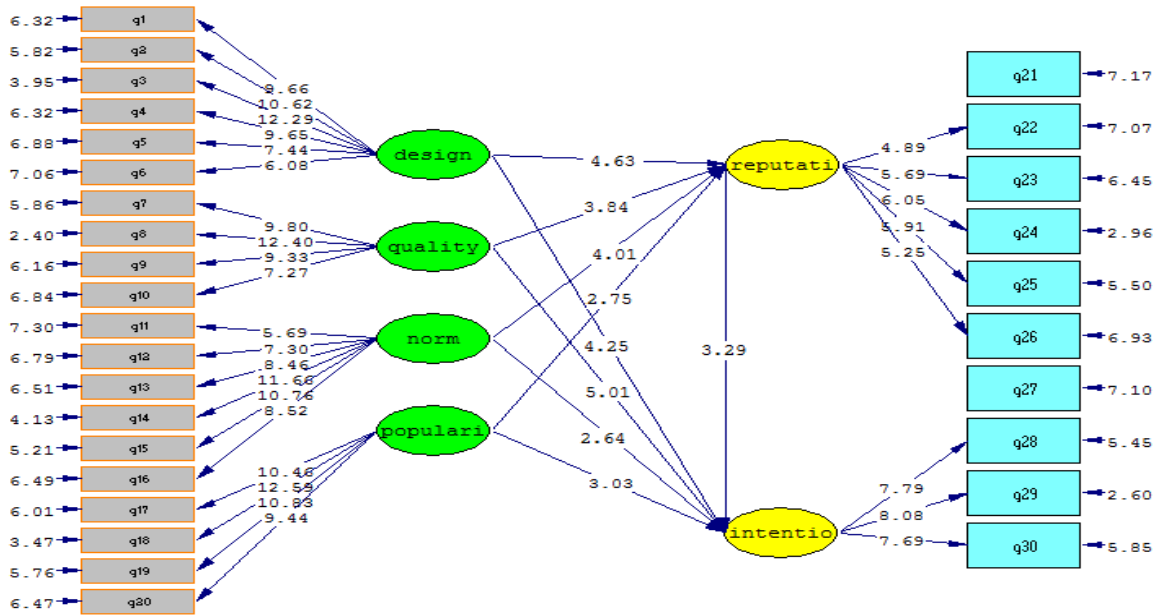 6.32 q1
5.82 q2
3.95 q3
6.32 q4
6.88 q5
7.06 q6
5.86 q7
2.40 q8
6.16 q9
6.84 q10
7.30 q11
6.79 q12
6.51 q13
4.13 q14
5.21 q15
6.49 q16
6.01 q17
3.47 q18
5.76 q19
6.47 q20
9.66
10.62
12.29
9.65
7.44
6.08
9.80
12.40
9.33
7.27
5.69
7.30
8.46
11.66
10.76
8.52
10.46
12.59
10.83
9.44
design
quality
norm
populari
4.63
3.84
4.01
2.75
4.25
5.01
2.64
3.03
3.29
reputati
intentio
4.89
5.69
6.05
5.91
5.25
7.79
8.08
7.69
q21 7.17
q22 7.07
q23 6.45
q24 2.96
q25 5.50
q26 6.93
q27 7.10
q28 5.45
q29 2.60
q30 5.85